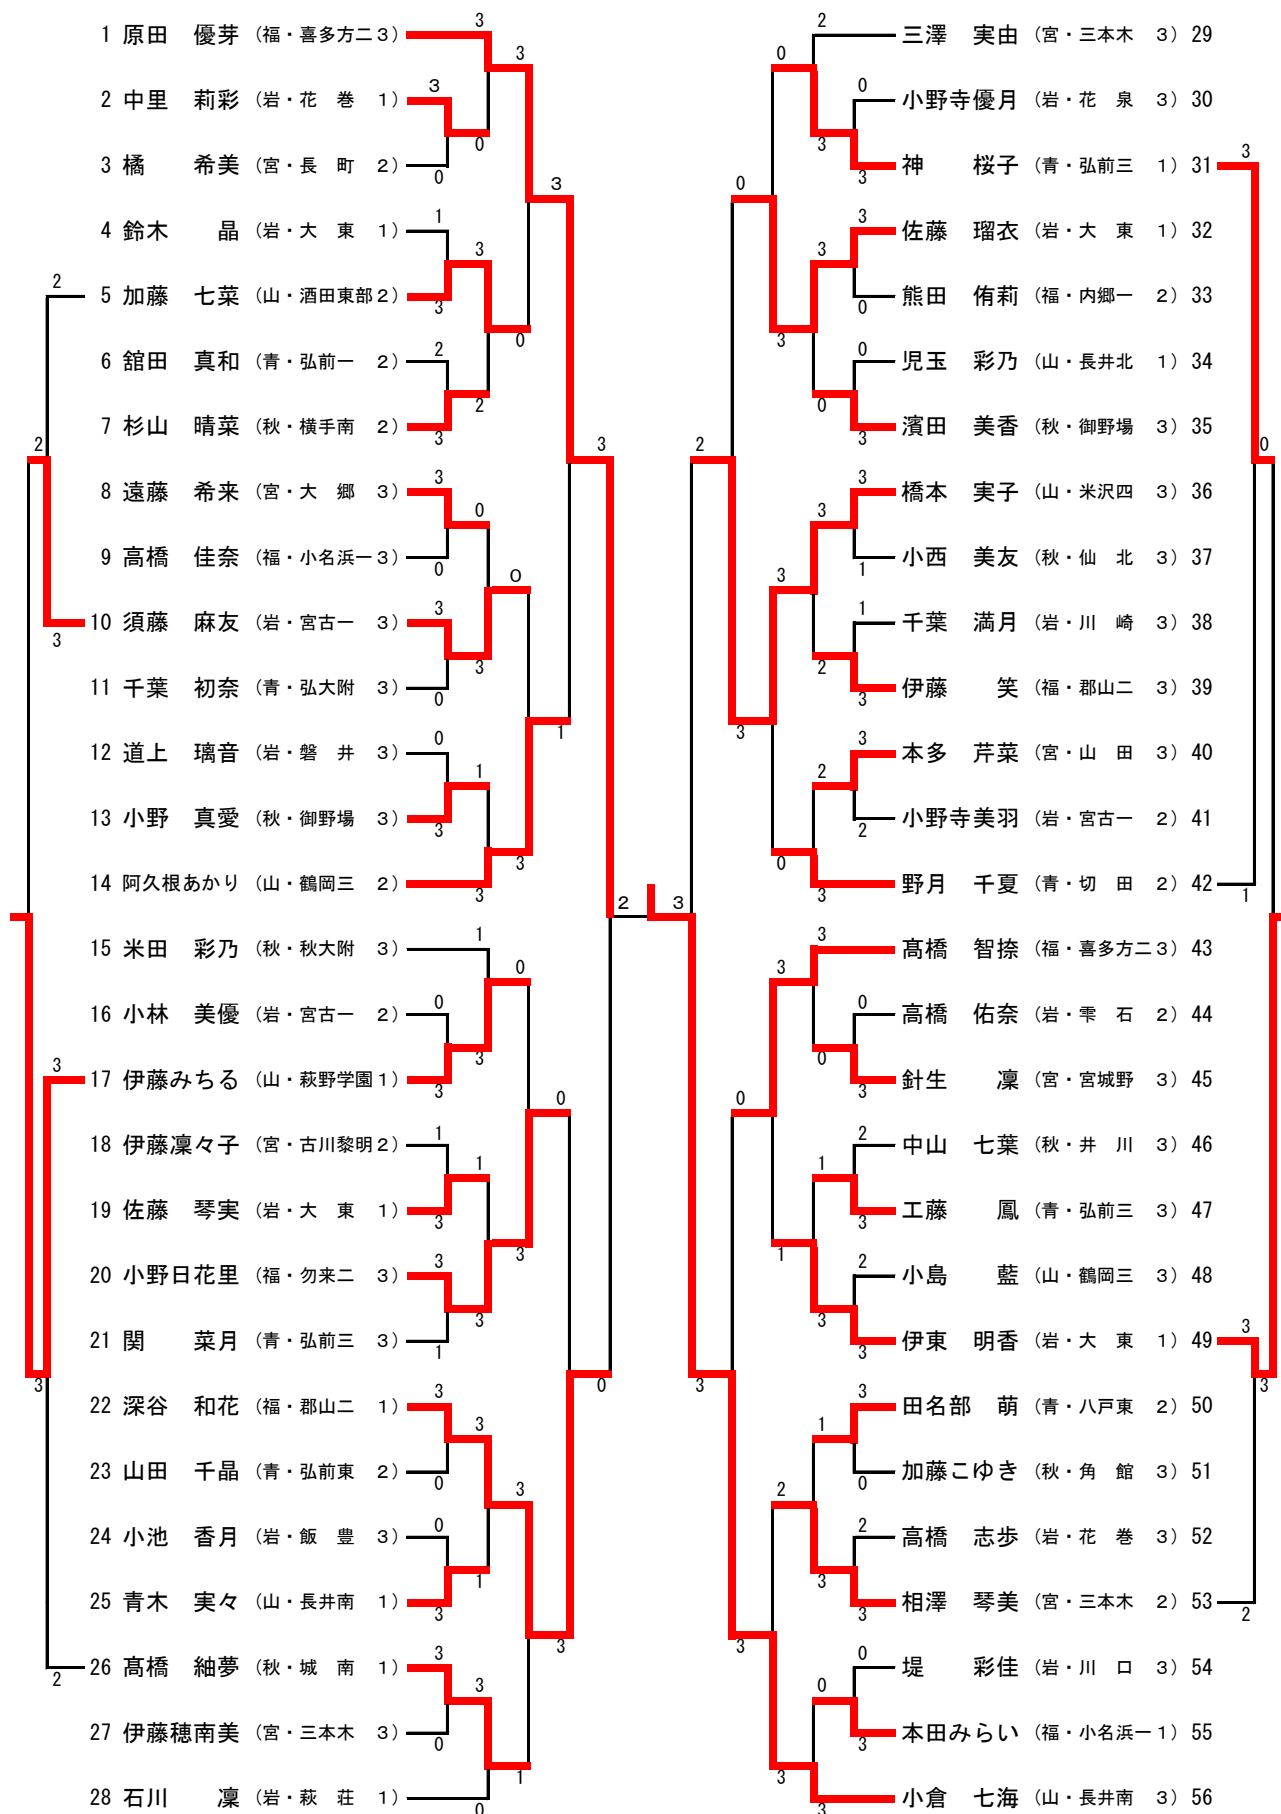 1 原田　優芽 (福・喜多方二 3)
2 中里　莉彩 (岩・花　巻　1)
3 橘　　希美 (宮・長　町　2)
4 鈴木　　晶 (岩・大　東　1)
5 加藤　七菜 (山・酒田東部 2)
6 舘田　真和 (青・弘前一　2)
7 杉山　晴菜 (秋・横手南　2)
8 遠藤　希来 (宮・大　郷　3)
9 高橋　佳奈 (福・小名浜一 3)
10 須藤　麻友 (岩・宮古一　3)
11 千葉　初奈 (青・弘大附　3)
12 道上　璃音 (岩・磐　井　3)
13 小野　真愛 (秋・御野場　3)
14 阿久根あかり (山・鶴岡三　2)
15 米田　彩乃 (秋・秋大附　3)
16 小林　美優 (岩・宮古一　2)
17 伊藤みちる (山・萩野学園 1)
18 伊藤凜々子 (宮・古川黎明 2)
19 佐藤　琴実 (岩・大　東　1)
20 小野日花里 (福・勿来二　3)
21 関　　菜月 (青・弘前三　3)
22 深谷　和花 (福・郡山二　1)
23 山田　千晶 (青・弘前東　2)
24 小池　香月 (岩・飯　豊　3)
25 青木　実々 (山・長井南　1)
26 髙橋　紬夢 (秋・城　南　1)
27 伊藤穂南美 (宮・三本木　3)
28 石川　　凜 (岩・萩　荘　1)
三澤　実由 (宮・三本木　3) 29
小野寺優月 (岩・花　泉　3) 30
神　　桜子 (青・弘前三　1) 31
佐藤　瑠衣 (岩・大　東　1) 32
熊田　侑莉 (福・内郷一　2) 33
児玉　彩乃 (山・長井北　1) 34
濱田　美香 (秋・御野場　3) 35
橋本　実子 (山・米沢四　3) 36
小西　美友 (秋・仙　北　3) 37
千葉　満月 (岩・川　崎　3) 38
伊藤　　笑 (福・郡山二　3) 39
本多　芹菜 (宮・山　田　3) 40
小野寺美羽 (岩・宮古一　2) 41
野月　千夏 (青・切　田　2) 42
髙橋　智捺 (福・喜多方二 3) 43
高橋　佑奈 (岩・雫　石　2) 44
針生　　凜 (宮・宮城野　3) 45
中山　七葉 (秋・井　川　3) 46
工藤　　鳳 (青・弘前三　3) 47
小島　　藍 (山・鶴岡三　3) 48
伊東　明香 (岩・大　東　1) 49
田名部　萌 (青・八戸東　2) 50
加藤こゆき (秋・角　館　3) 51
高橋　志歩 (岩・花　巻　3) 52
相澤　琴美 (宮・三本木　2) 53
堤　　彩佳 (岩・川　口　3) 54
本田みらい (福・小名浜一 1) 55
小倉　七海 (山・長井南　3) 56